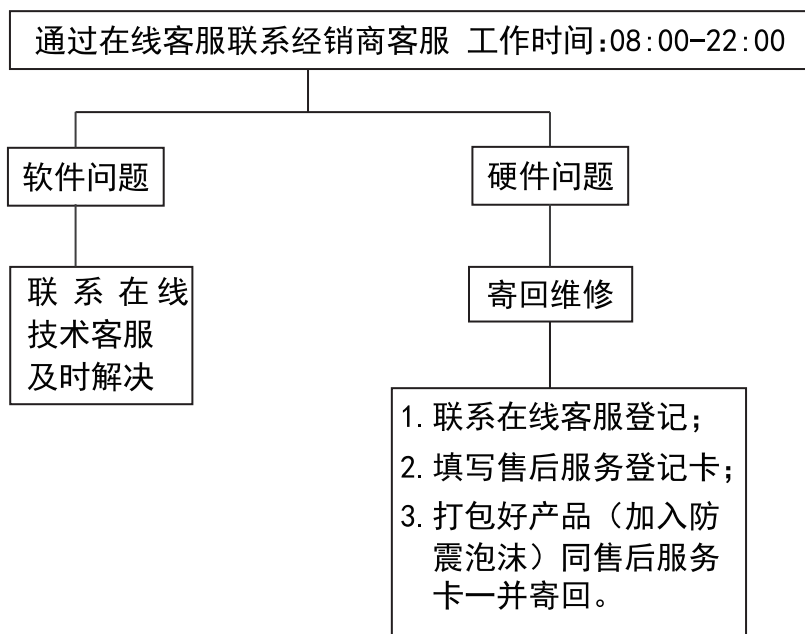 通过在线客服联系经销商客服 工作时间:08:00-22:00
软件问题
硬件问题
联系在线
技术客服
及时解决
寄回维修
1. 联系在线客服登记；
2. 填写售后服务登记卡；
3. 打包好产品（加入防
震泡沫）同售后服务
卡一并寄回。